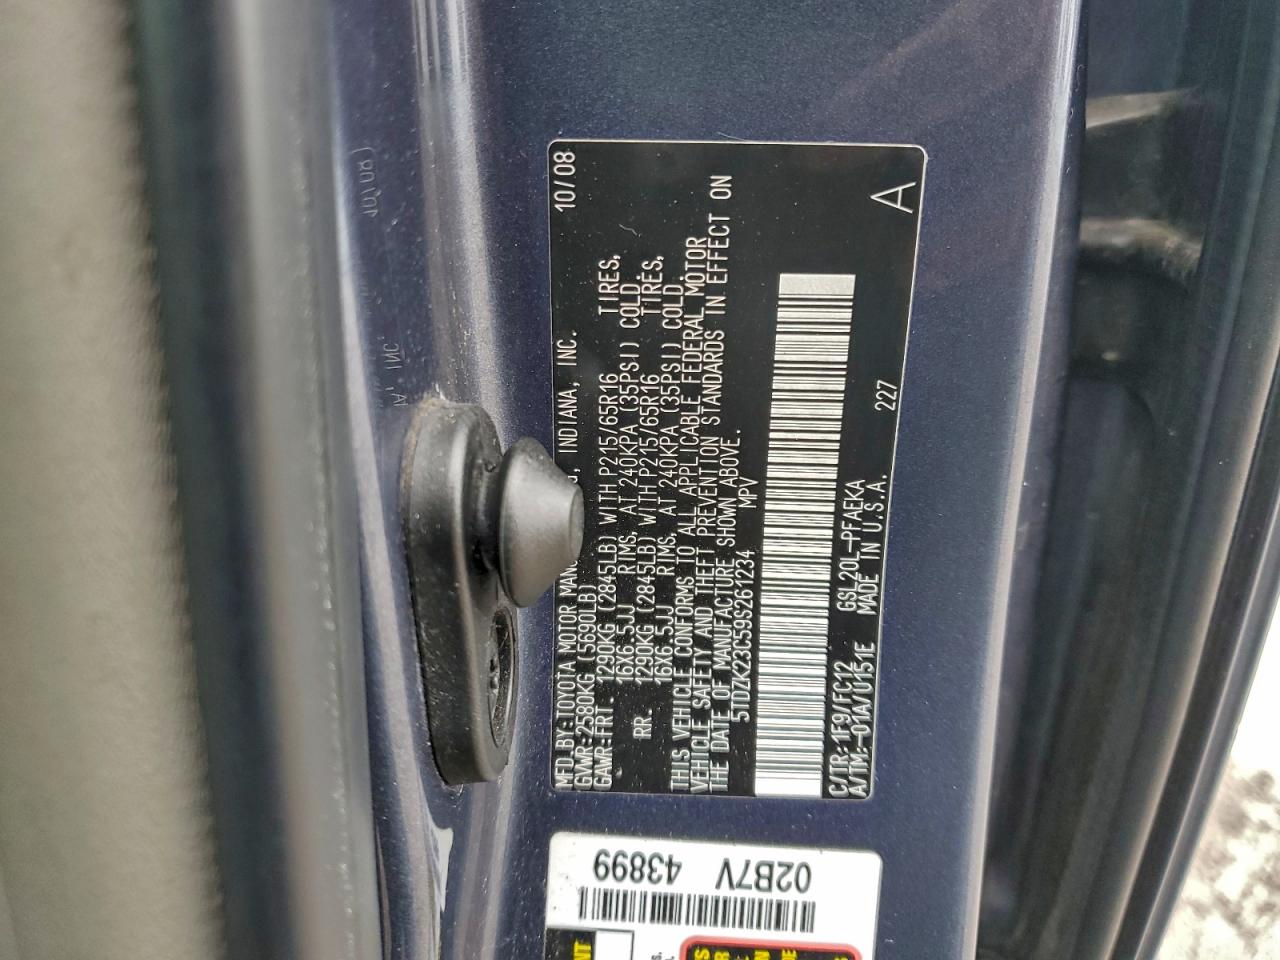 MFD.BY:TOYOTA MOTOR MAN INDIANA, INC. 10/08
GVWR:2580KG(5690LB)
GAWR:FRT. 1290KG(2845LB) WITH P215/65R16 TIRES,
16X6.5JJ RIMS, AT 240KPA(35PSI) COLD.
RR. 1290KG(2845LB) WITH P215/65R16 TIRES,
16X6.5JJ RIMS, AT 240KPA(35PSI) COLD.
THIS VEHICLE CONFORMS TO ALL APPLICABLE FEDERAL MOTOR
VEHICLE SAFETY AND THEFT PREVENTION STANDARDS IN EFFECT ON
THE DATE OF MANUFACTURE SHOWN ABOVE.
5TDZK23C59S261234 MPV
C/TR:1F9/FC12 GSL20L-PFAEKA
A/TM:-01A/U151E MADE IN U.S.A. 227
A
43899
02B7V